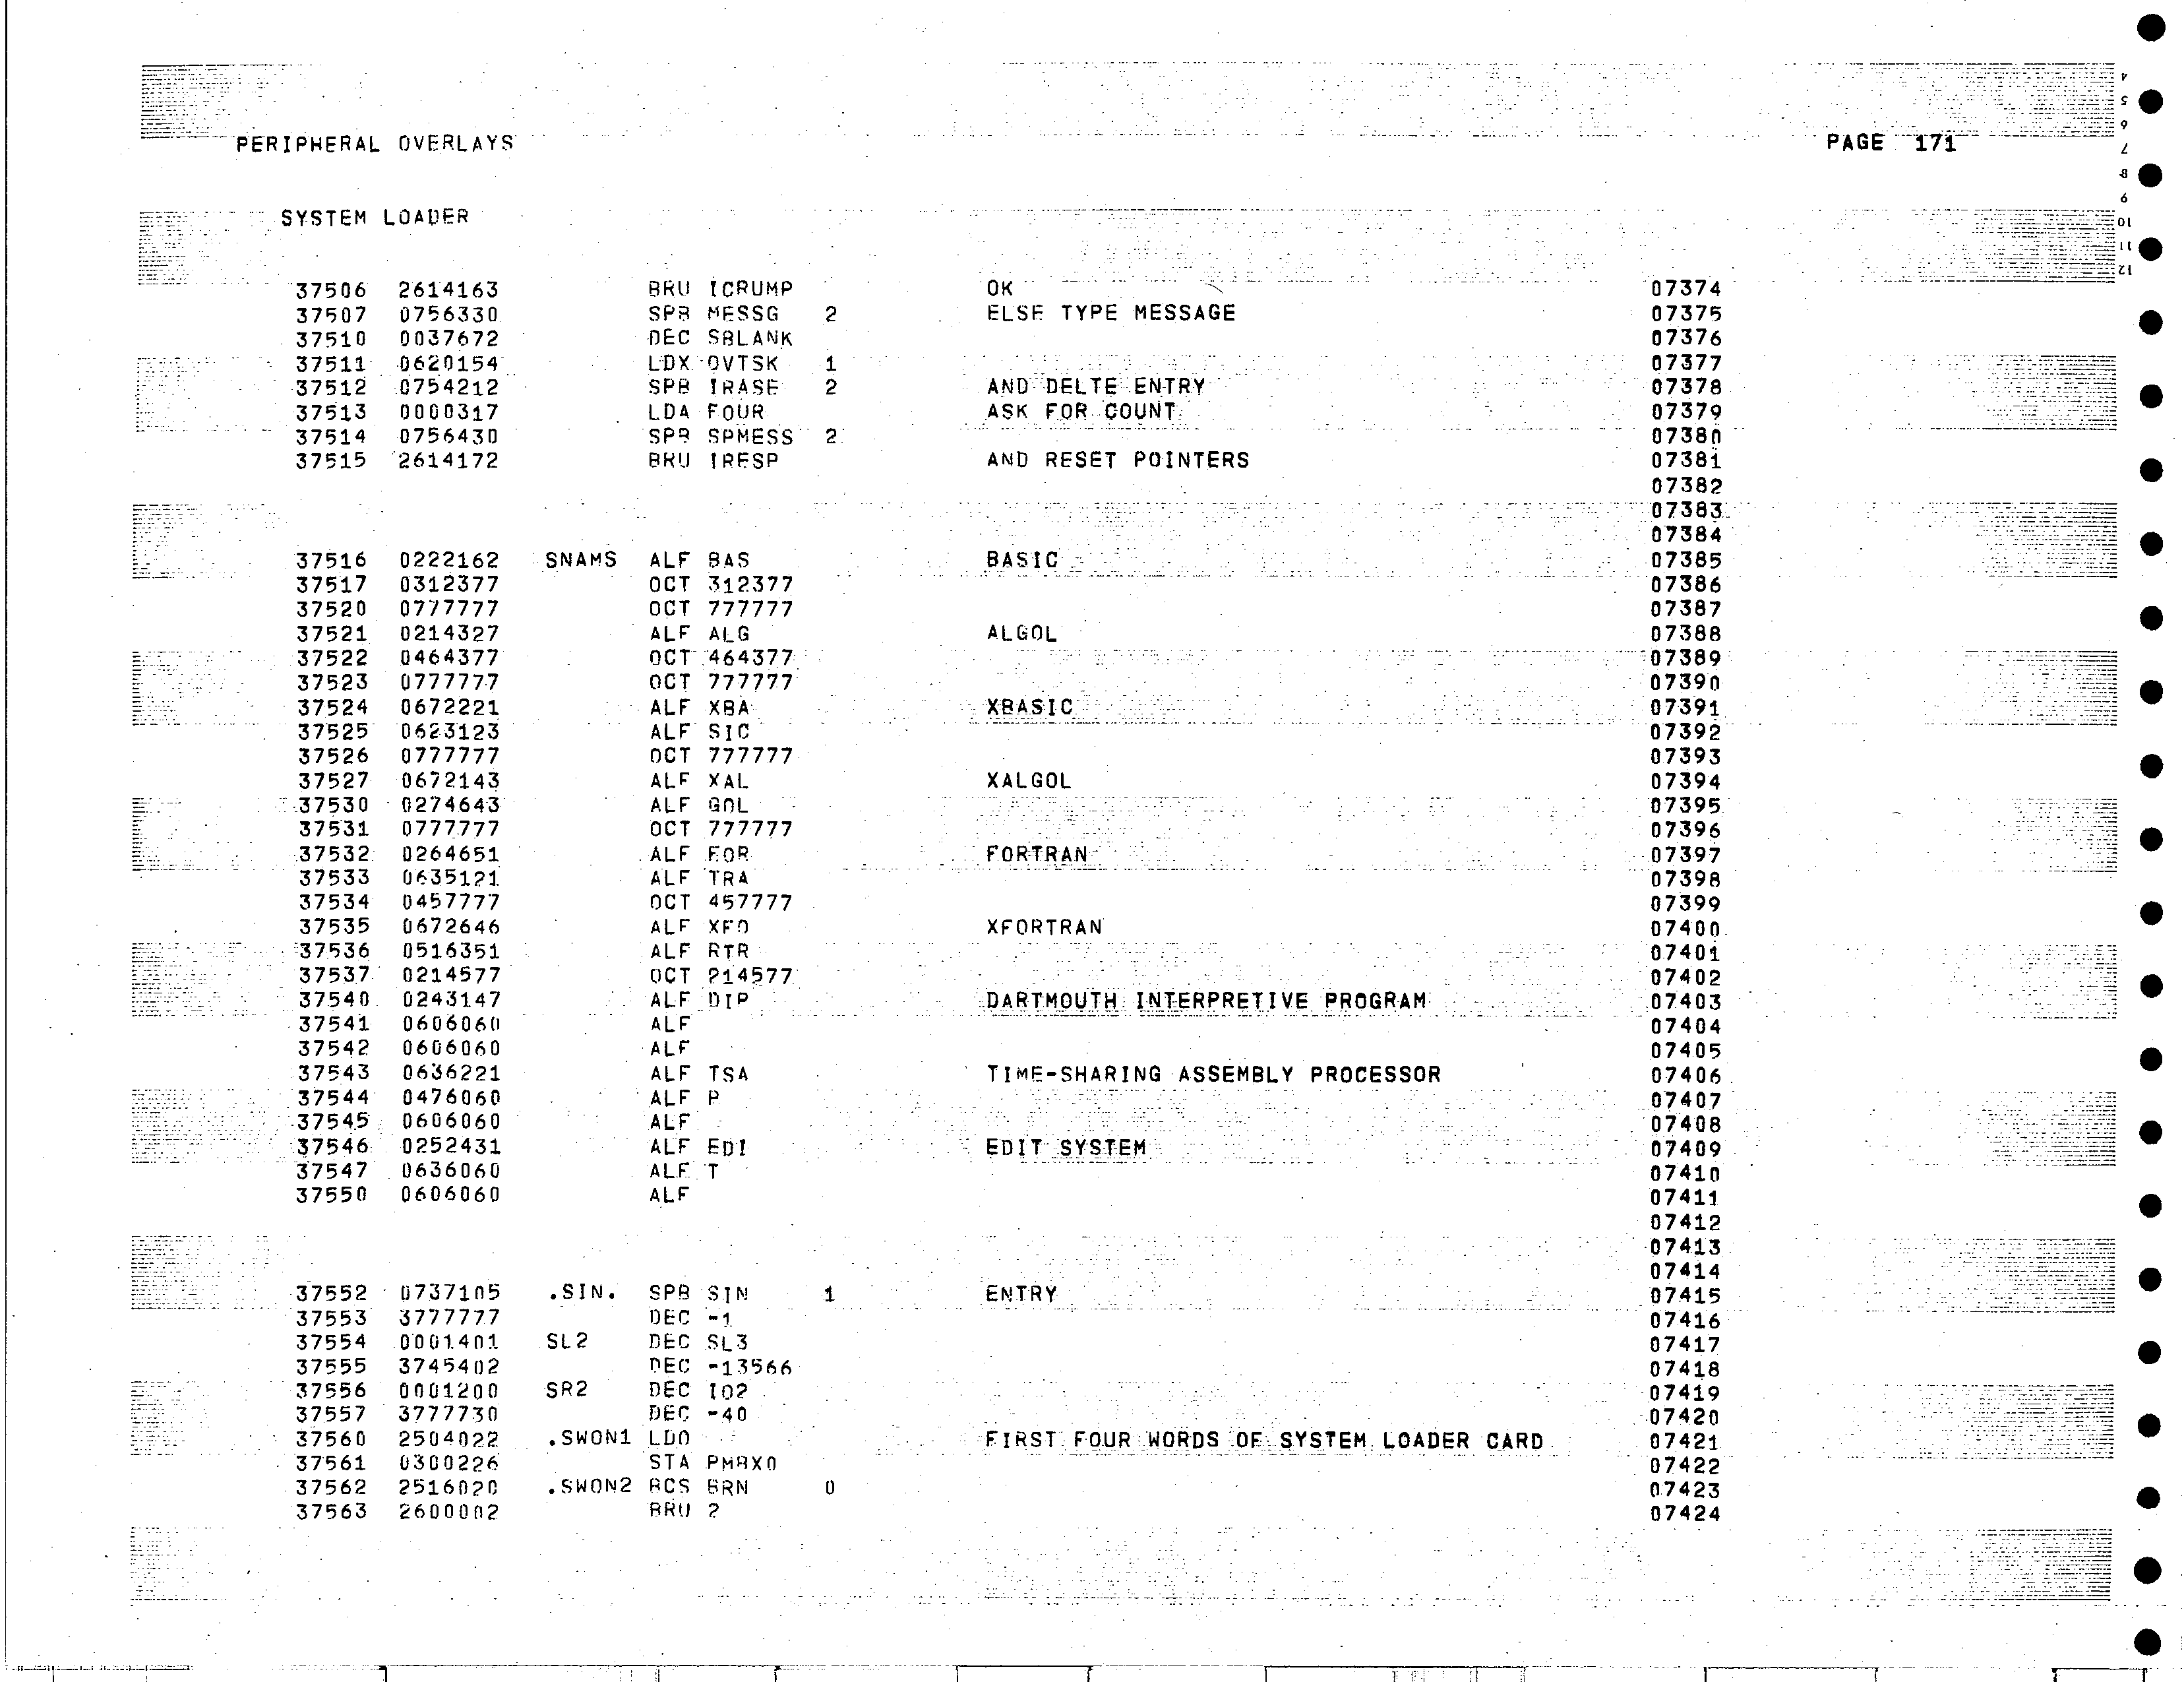 PERIPHERAL OVERLAYS PAGE 171
SYSTEM LOADER
37506 2614163 BRU ICRUMP OK 07374
37507 0756330 SPB MESSG 2 ELSE TYPE MESSAGE 07375
37510 0037672 DEC SBLANK 07376
37511 0620154 LDX OVTSK 1 07377
37512 0754212 SPB IRASE 2 AND DELTE ENTRY 07378
37513 0000317 LDA FOUR ASK FOR COUNT 07379
37514 0756430 SPB SPMESS 2 07380
37515 2614172 BRU IRESP AND RESET POINTERS 07381
07382
07383
07384
37516 0222162 SNAMS ALF BAS BASIC 07385
37517 0312377 OCT 312377 07386
37520 0777777 OCT 777777 07387
37521 0214327 ALF ALG ALGOL 07388
37522 0464377 OCT 464377 07389
37523 0777777 OCT 777777 07390
37524 0672221 ALF XBA XBASIC 07391
37525 0623123 ALF SIC 07392
37526 0777777 OCT 777777 07393
37527 0672143 ALF XAL XALGOL 07394
37530 0274643 ALF GOL 07395
37531 0777777 OCT 777777 07396
37532 0264651 ALF FOR FORTRAN 07397
37533 0635121 ALF TRA 07398
37534 0457777 OCT 457777 07399
37535 0672646 ALF XFO XFORTRAN 07400
37536 0516351 ALF RTR 07401
37537 0214577 OCT 214577 07402
37540 0243147 ALF DIP DARTMOUTH INTERPRETIVE PROGRAM 07403
37541 0606060 ALF 07404
37542 0606060 ALF 07405
37543 0636221 ALF TSA TIME-SHARING ASSEMBLY PROCESSOR 07406
37544 0476060 ALF P 07407
37545 0606060 ALF 07408
37546 0252431 ALF EDI EDIT SYSTEM 07409
37547 0636060 ALF T 07410
37550 0606060 ALF 07411
07412
07413
07414
37552 0737105 .SIN. SPB SIN 1 ENTRY 07415
37553 3777777 DEC -1 07416
37554 0001401 SL2 DEC SL3 07417
37555 3745402 DEC -13566 07418
37556 0001200 SR2 DEC IO2 07419
37557 3777730 DEC -40 07420
37560 2504022 .SWON1 LDO FIRST FOUR WORDS OF SYSTEM LOADER CARD 07421
37561 0300226 STA PMBX0 07422
37562 2516020 .SWON2 BCS BRN 0 07423
37563 2600002 BRU 2 07424
4
5
6
7
8
9
10
11
12